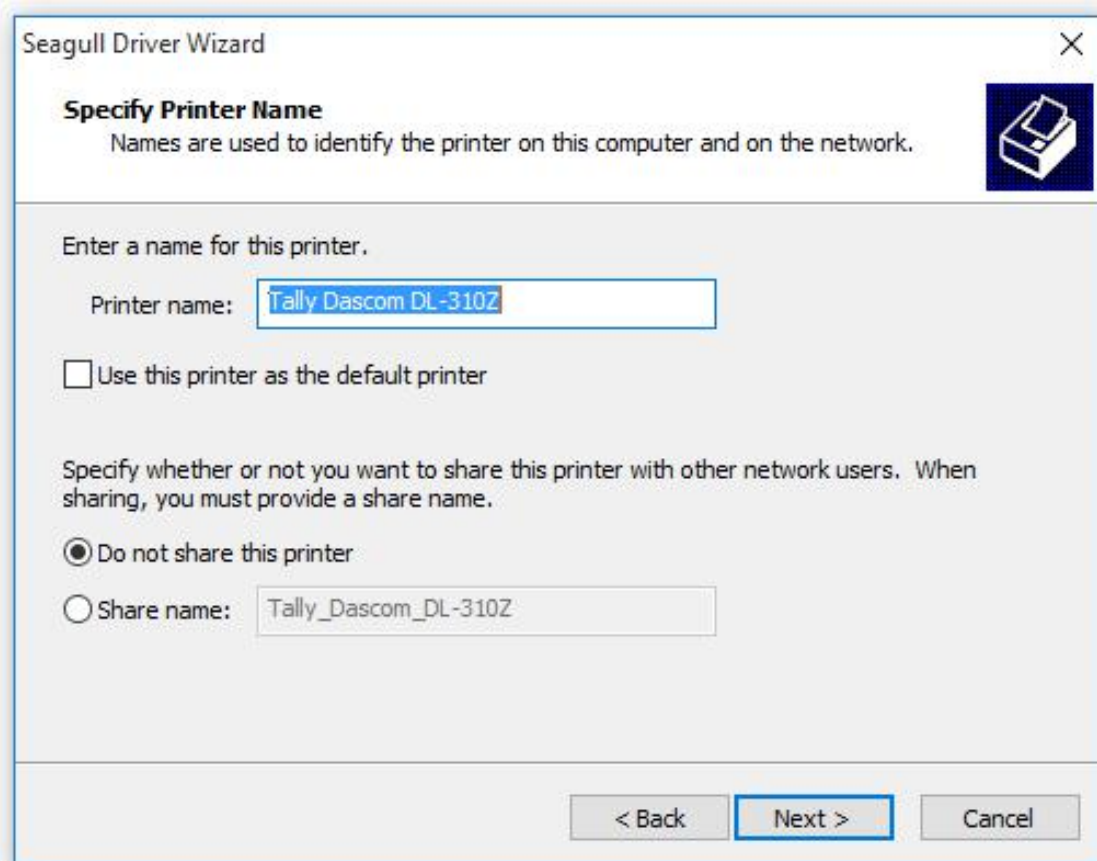 Seagull Driver Wizard
Specify Printer Name
Names are used to identify the printer on this computer and on the network.
Enter a name for this printer.
Printer name: Tally Dascom DL-310Z
Use this printer as the default printer
Specify whether or not you want to share this printer with other network users.  When
sharing, you must provide a share name.
Do not share this printer
Share name: Tally_Dascom_DL-310Z
< Back Next > Cancel